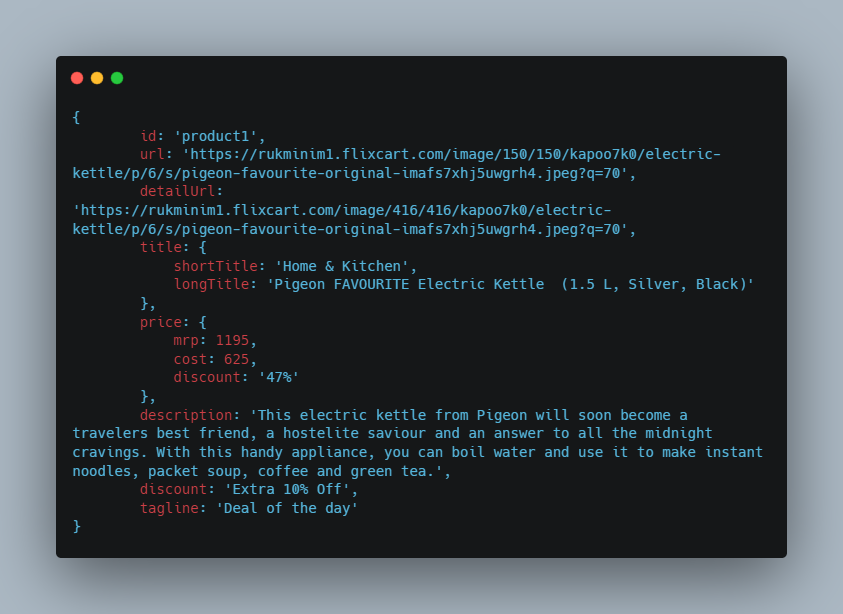 {
        id: 'product1',
        url: 'https://rukminim1.flixcart.com/image/150/150/kapoo7k0/electric-
kettle/p/6/s/pigeon-favourite-original-imafs7xhj5uwgrh4.jpeg?q=70',
        detailUrl:
'https://rukminim1.flixcart.com/image/416/416/kapoo7k0/electric-
kettle/p/6/s/pigeon-favourite-original-imafs7xhj5uwgrh4.jpeg?q=70',
        title: {
            shortTitle: 'Home & Kitchen',
            longTitle: 'Pigeon FAVOURITE Electric Kettle  (1.5 L, Silver, Black)'
        },
        price: {
            mrp: 1195,
            cost: 625,
            discount: '47%'
        },
        description: 'This electric kettle from Pigeon will soon become a
travelers best friend, a hostelite saviour and an answer to all the midnight
cravings. With this handy appliance, you can boil water and use it to make instant
noodles, packet soup, coffee and green tea.',
        discount: 'Extra 10% Off',
        tagline: 'Deal of the day'
}